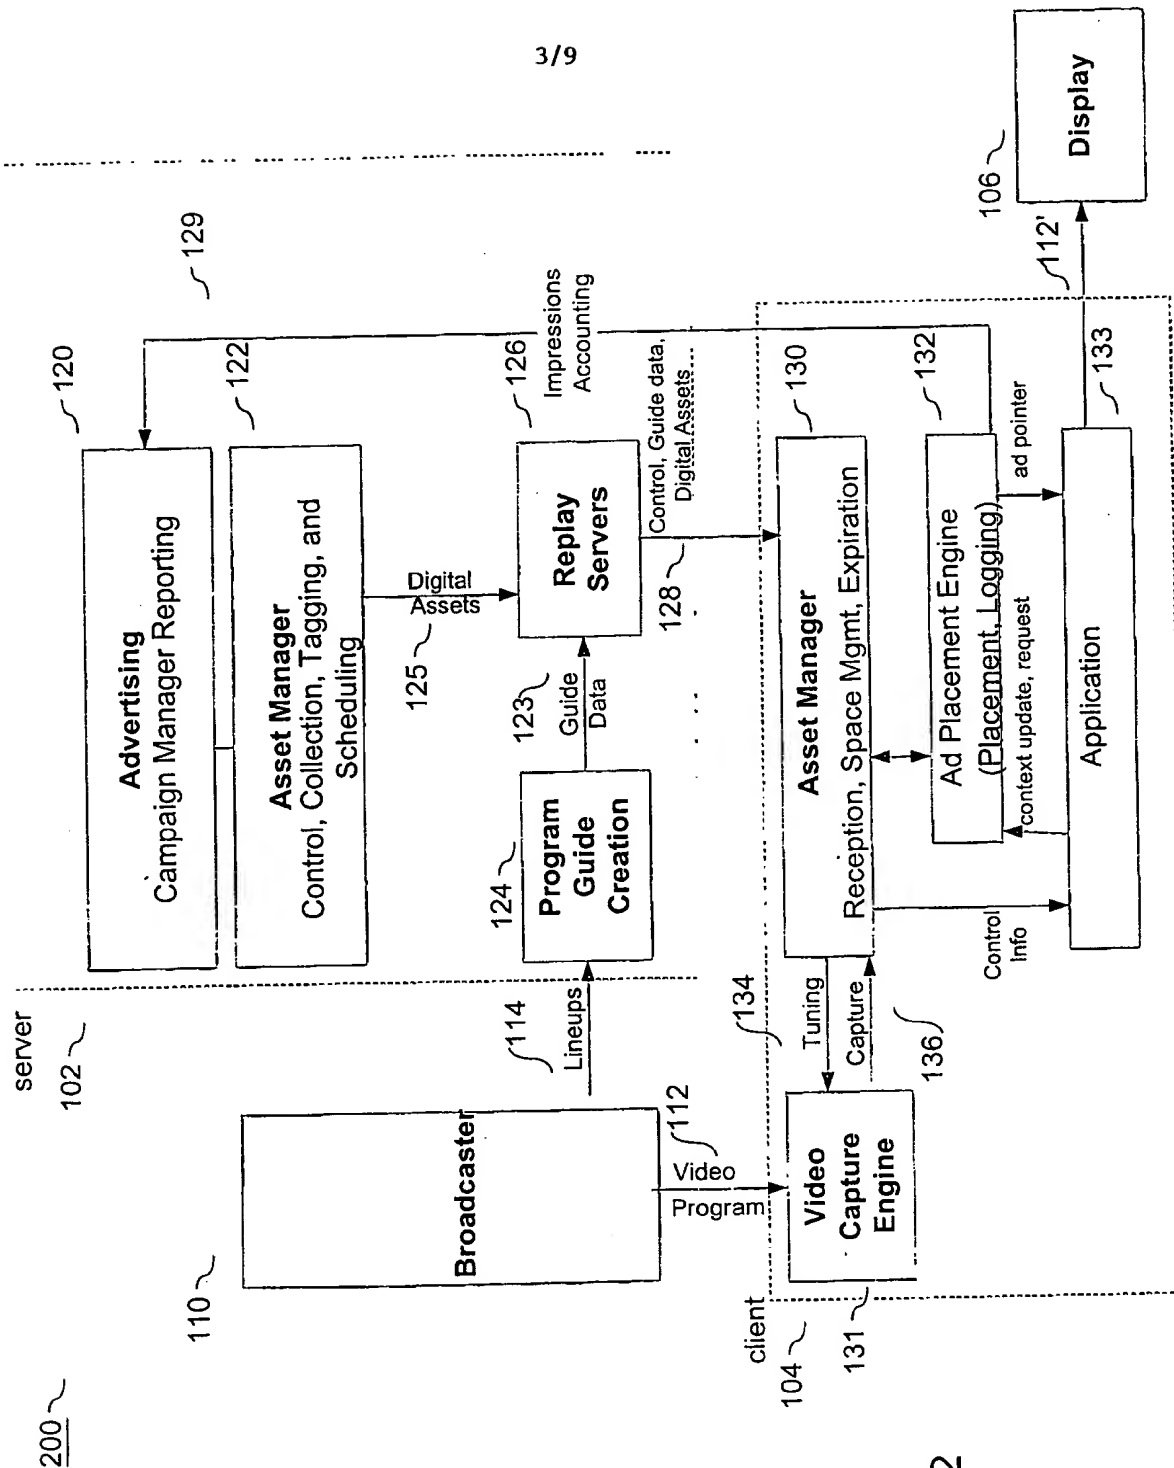 3/9
200
server
102
110
Broadcaster
114
Lineups
112
Video
Program
120
Advertising
Campaign Manager Reporting
122
Asset Manager
Control, Collection, Tagging, and
Scheduling
129
Digital
Assets
125
124
Program
Guide
Creation
123
Guide
Data
126
Replay
Servers
Impressions
Accounting
Control, Guide data,
Digital Assets
128
client
104
131
Video
Capture
Engine
134
Tuning
Capture
136
130
Asset Manager
Reception, Space Mgmt, Expiration
132
Ad Placement Engine
(Placement, Logging)
context update, request
ad pointer
Control
Info
133
Application
112'
106
Display
2